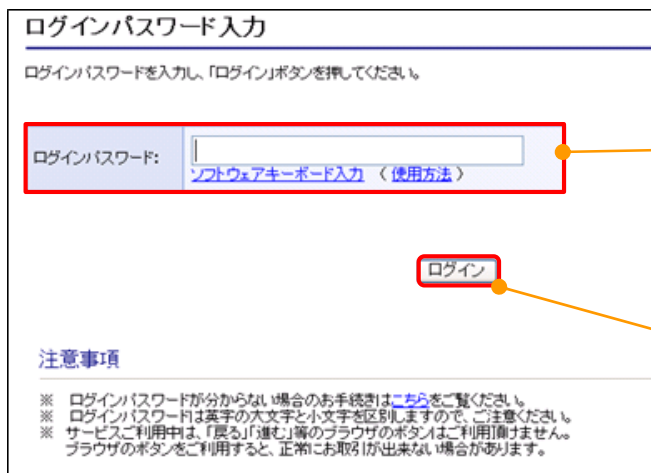 ログインパスワード入力
ログインパスワードを入力し、「ログイン」ボタンを押してください。
ログインパスワード:
ソフトウェアキーボード入力 ( 使用方法 )
ログイン
注意事項
※ ログインパスワードが分からない場合のお手続きはこちらをご覧ください。
※ ログインパスワードは英字の大文字と小文字を区別しますので、ご注意ください。
※ サービスご利用中は、「戻る」「進む」等のブラウザのボタンはご利用頂けません。
ブラウザのボタンをご利用すると、正常にお取引が出来ない場合があります。